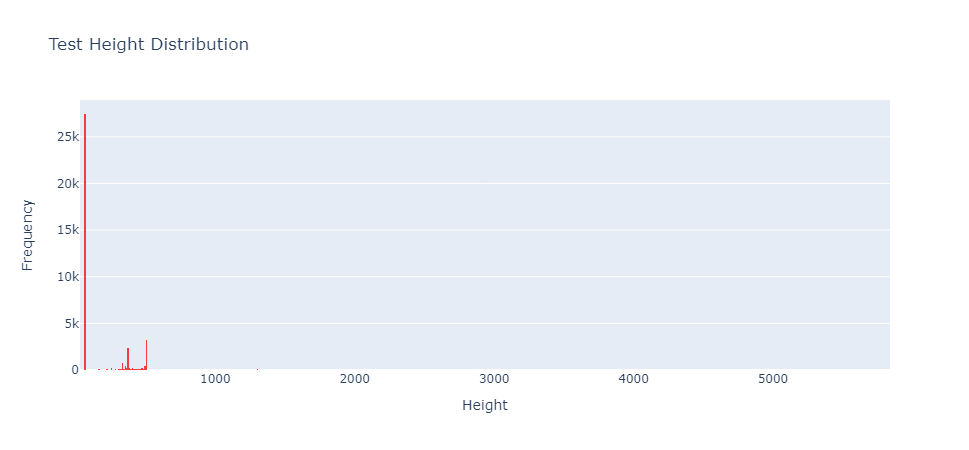 Test Height Distribution
25k
20k
15k
10k
5k
0
1000
2000
3000
4000
5000
Frequency
Height